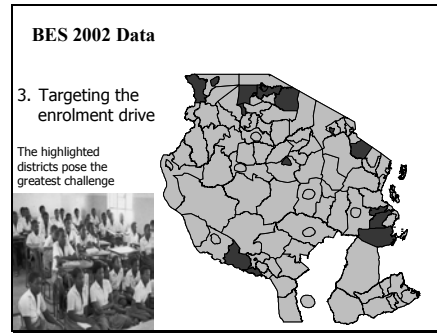 BES 2002 Data
3. Targeting the
enrolment drive
The highlighted
districts pose the
greatest challenge